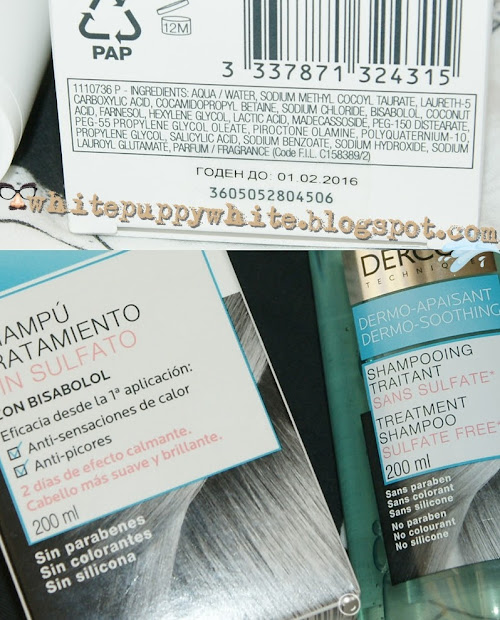 PAP
12M
3 337871 324315
1110736 P - INGREDIENTS: AQUA / WATER, SODIUM METHYL COCOYL TAURATE, LAURETH-5
CARBOXYLIC ACID, COCAMIDOPROPYL BETAINE, SODIUM CHLORIDE, BISABOLOL, COCONUT
ACID, FARNESOL, HEXYLENE GLYCOL, LACTIC ACID, MADECASSOSIDE, PEG-150 DISTEARATE,
PEG-55 PROPYLENE GLYCOL OLEATE, PIROCTONE OLAMINE, POLYQUATERNIUM-10,
PROPYLENE GLYCOL, SALICYLIC ACID, SODIUM BENZOATE, SODIUM HYDROXIDE, SODIUM
LAUROYL GLUTAMATE, PARFUM / FRAGRANCE (Code F.I.L. C158389/2)
ГОДЕН ДО: 01.02.2016
3605052804506
whitepuppywhite.blogspot.com
HAMPÚ
RATAMIENTO
IN SULFATO
CON BISABOLOL
Eficacia desde la 1ª aplicación:
Anti-sensaciones de calor
Anti-picores
2 días de efecto calmante.
Cabello más suave y brillante.
200 ml
Sin parabenes
Sin colorantes
Sin silicona
DERCO
TECHNIQU
DERMO-APAISANT
DERMO-SOOTHING
SHAMPOOING
TRAITANT
SANS SULFATE*
TREATMENT
SHAMPOO
SULFATE FREE*
200 ml
Sans paraben
Sans colorant
Sans silicone
No paraben
No colourant
No silicone